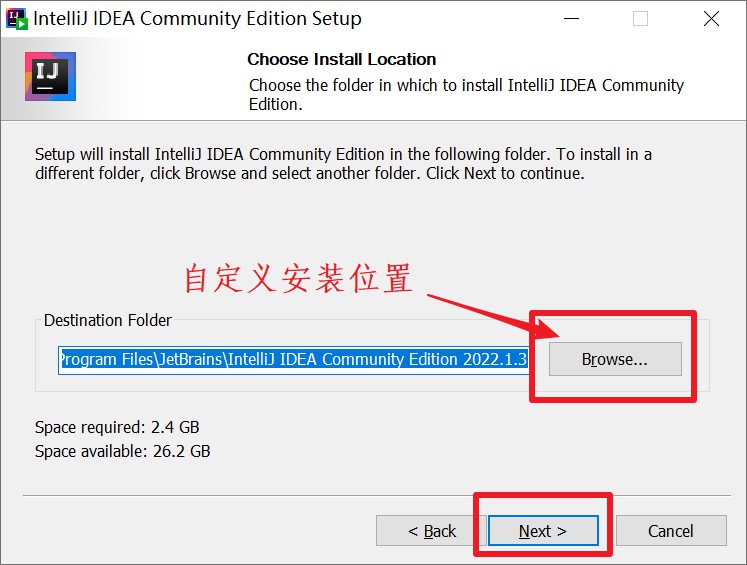 IntelliJ IDEA Community Edition Setup
IJ
Choose Install Location
Choose the folder in which to install IntelliJ IDEA Community
Edition.
Setup will install IntelliJ IDEA Community Edition in the following folder. To install in a
different folder, click Browse and select another folder. Click Next to continue.
自定义安装位置
Destination Folder
Program Files\JetBrains\IntelliJ IDEA Community Edition 2022.1.3
Browse...
Space required: 2.4 GB
Space available: 26.2 GB
< Back
Next >
Cancel